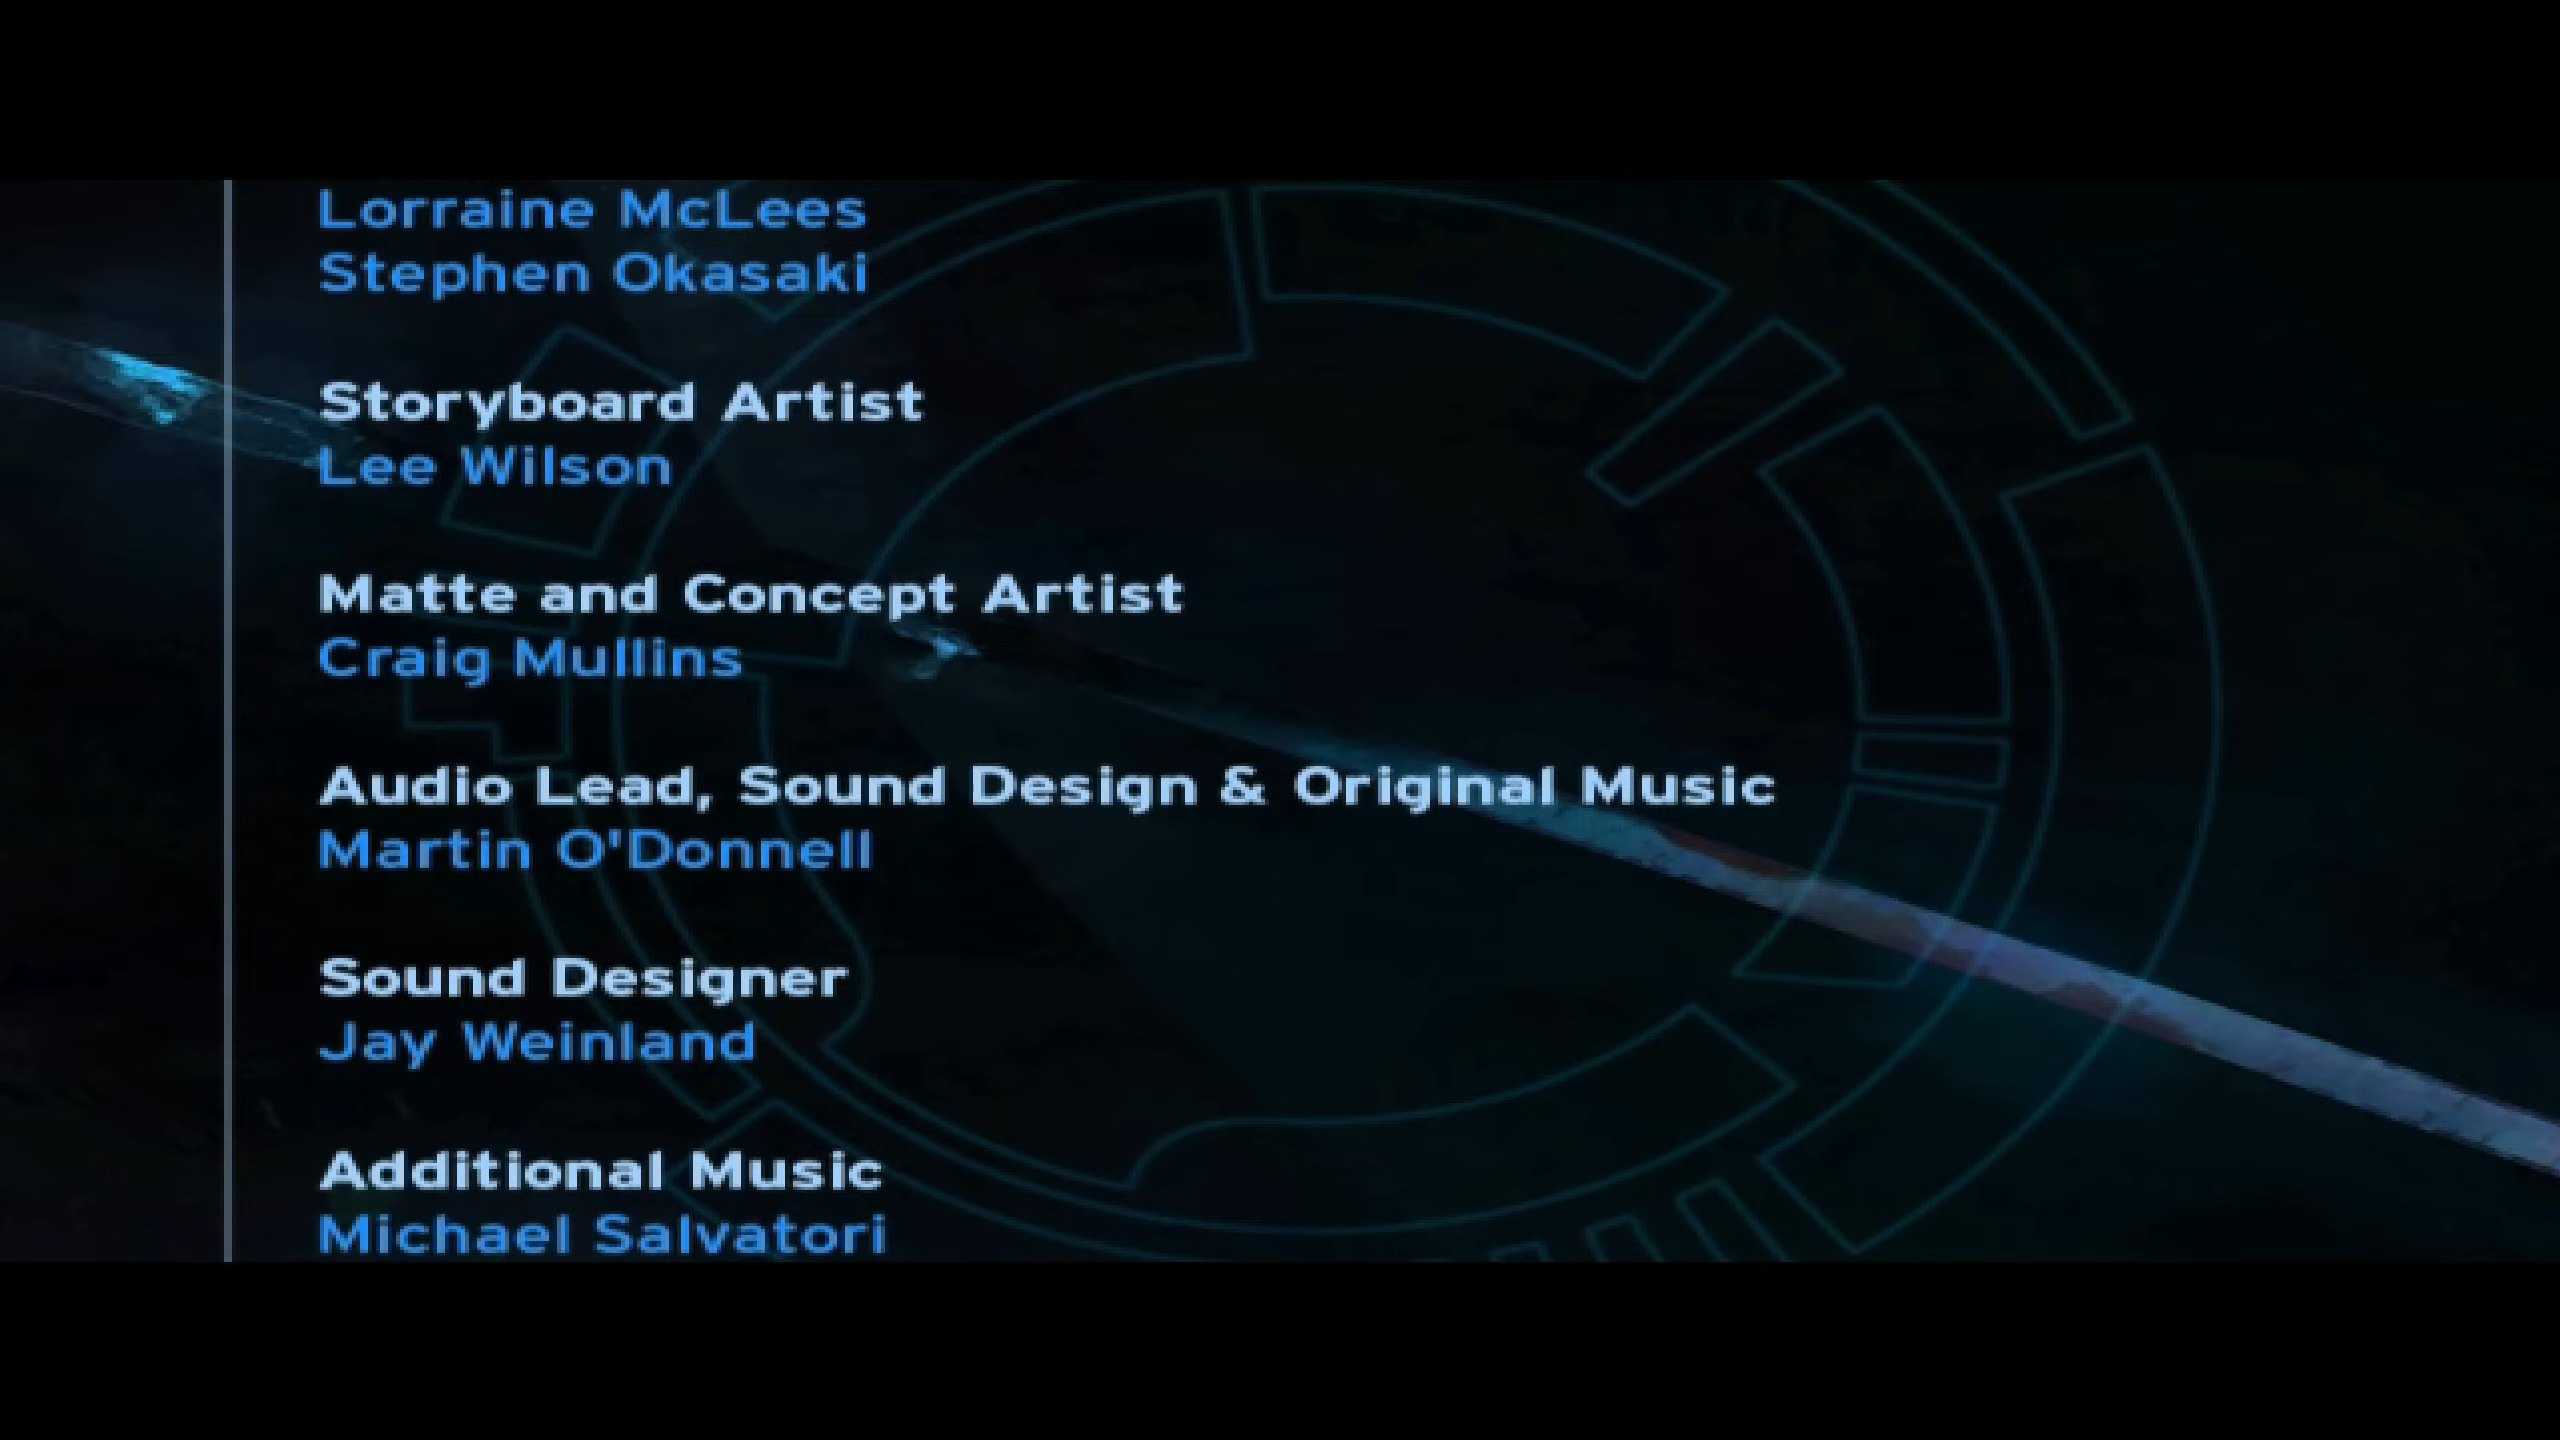 Lorraine McLees
Stephen Okasaki
Storyboard Artist
Lee Wilson
Matte and Concept Artist
Craig Mullins
Audio Lead, Sound Design & Original Music
Martin O'Donnell
Sound Designer
Jay Weinland
Additional Music
Michael Salvatori